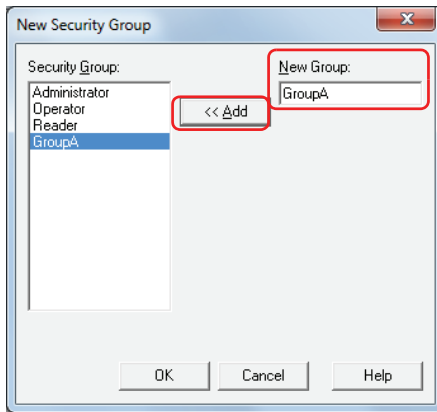 New Security Group
Security Group:
New Group:
Administrator
Operator
Reader
GroupA
<< Add
GroupA
OK
Cancel
Help